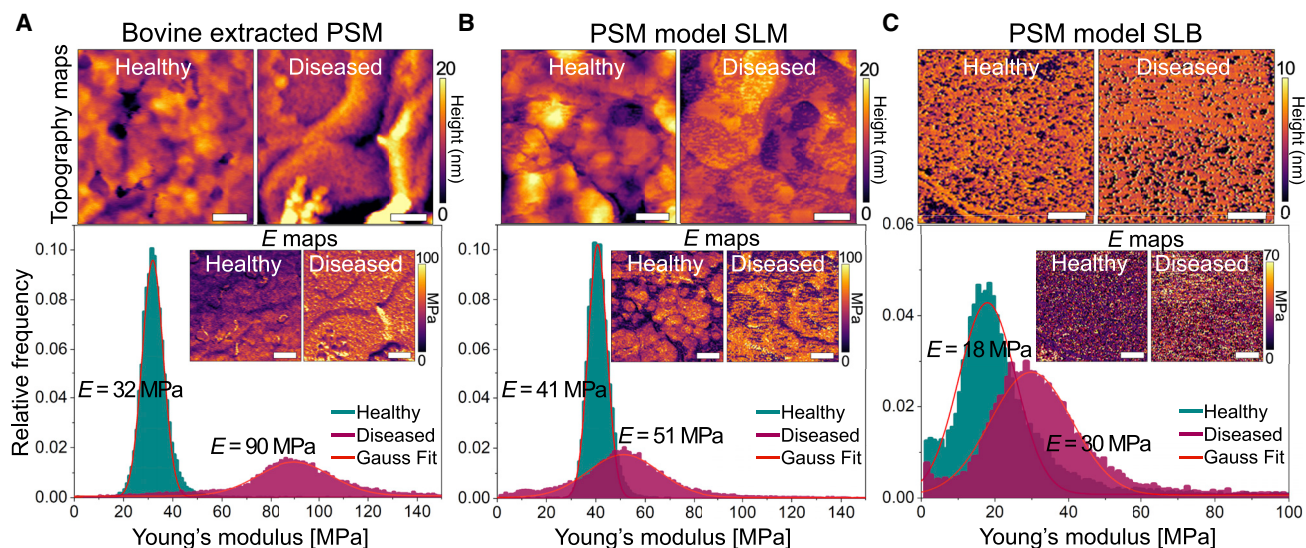 A
Bovine extracted PSM
Topography maps
Healthy
Diseased
20
Height (nm)
0
E maps
Healthy
Diseased
100
MPa
0
Relative frequency
0.10
0.08
0.06
0.04
0.02
0.00
E = 32 MPa
E = 90 MPa
Healthy
Diseased
Gauss Fit
0 20 40 60 80 100 120 140
Young's modulus [MPa]
B
PSM model SLM
Healthy
Diseased
20
Height (nm)
0
E maps
Healthy
Diseased
100
MPa
0
0.10
0.08
0.06
0.04
0.02
0.00
E = 41 MPa
E = 51 MPa
Healthy
Diseased
Gauss Fit
0 20 40 60 80 100 120 140
Young's modulus [MPa]
C
PSM model SLB
Healthy
Diseased
10
Height (nm)
0
E maps
Healthy
Diseased
70
MPa
0
0.06
0.04
0.02
0.00
E = 18 MPa
E = 30 MPa
Healthy
Diseased
Gauss Fit
0 20 40 60 80 100
Young's modulus [MPa]